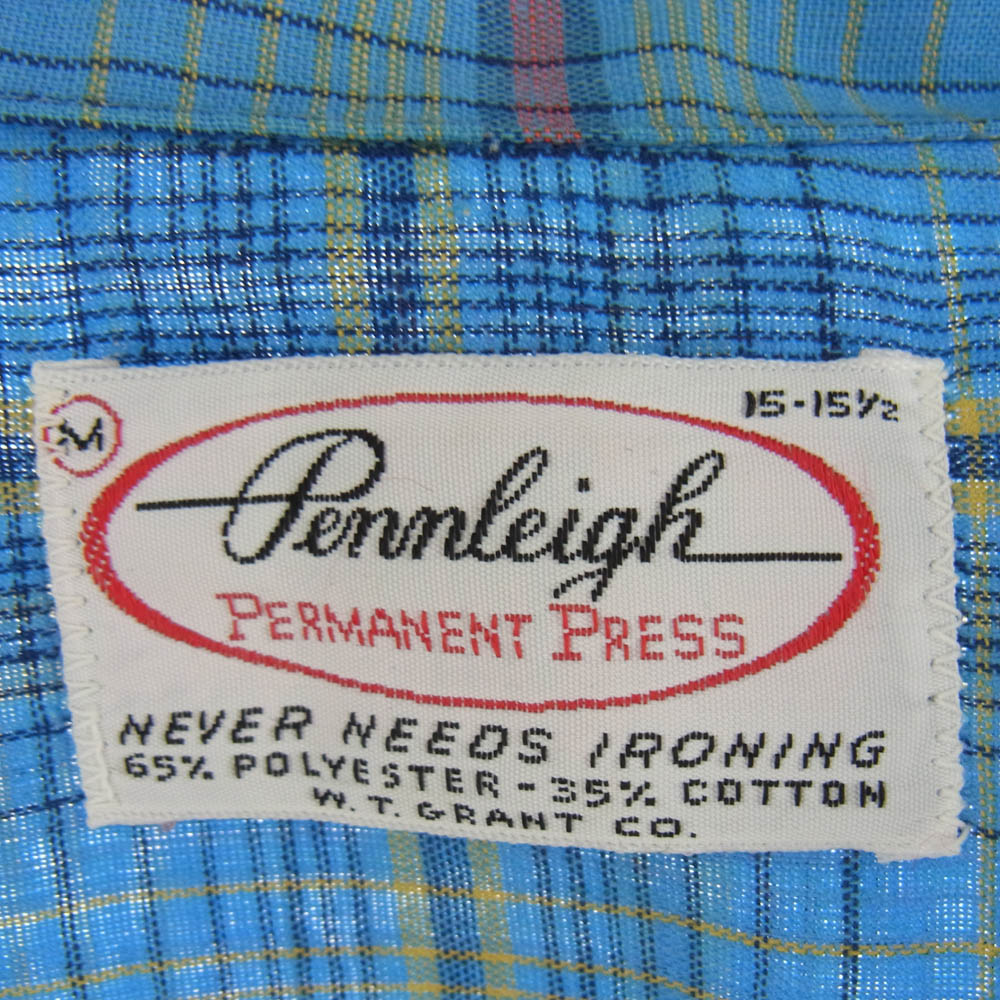 M
15-15½
Pennleigh
PERMANENT PRESS
NEVER NEEDS IRONING
65% POLYESTER - 35% COTTON
W. T. GRANT CO.